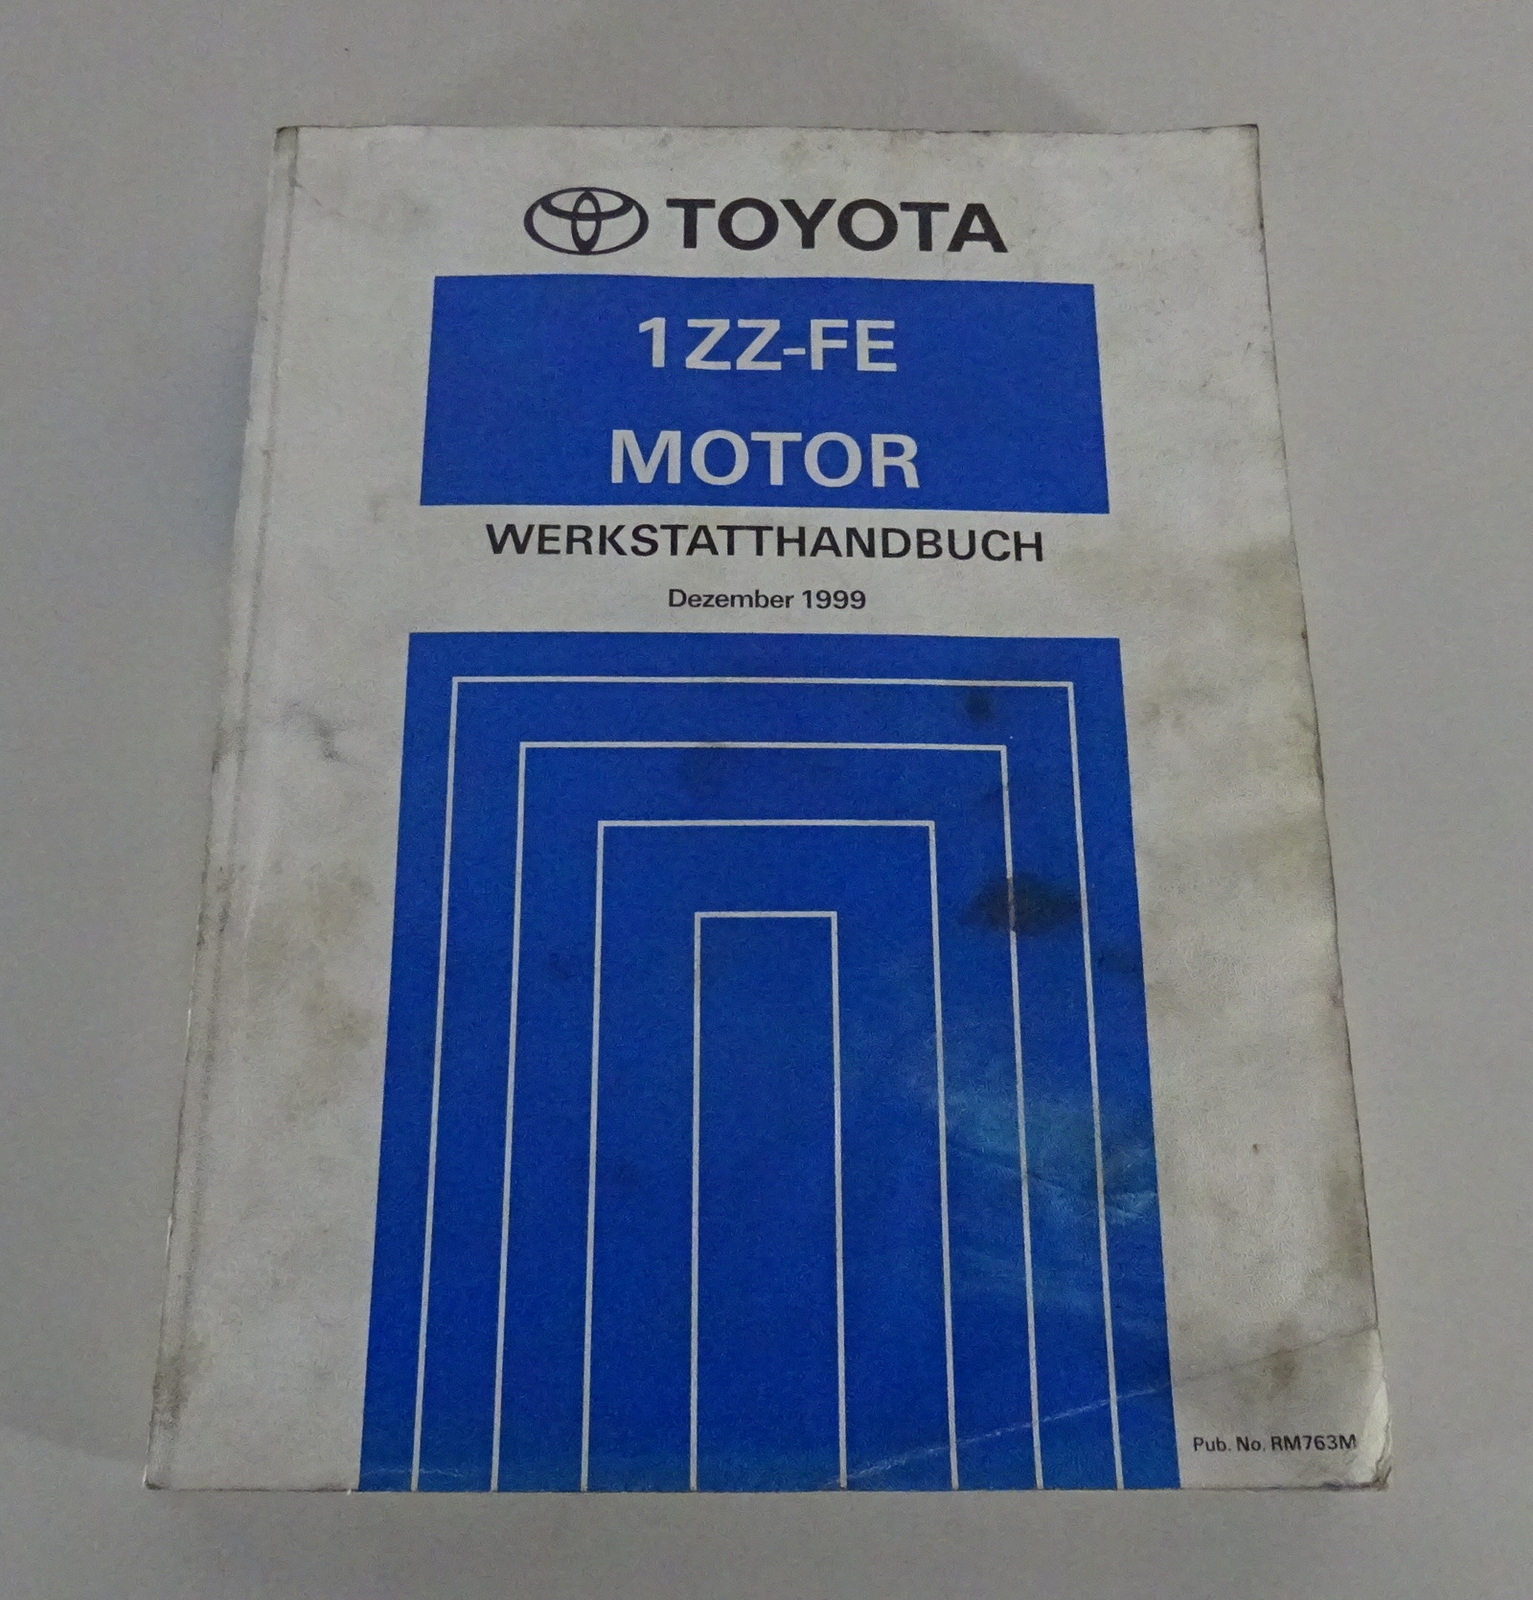 TOYOTA
1ZZ-FE
MOTOR
WERKSTATTHANDBUCH
Dezember 1999
Pub. No. RM763M